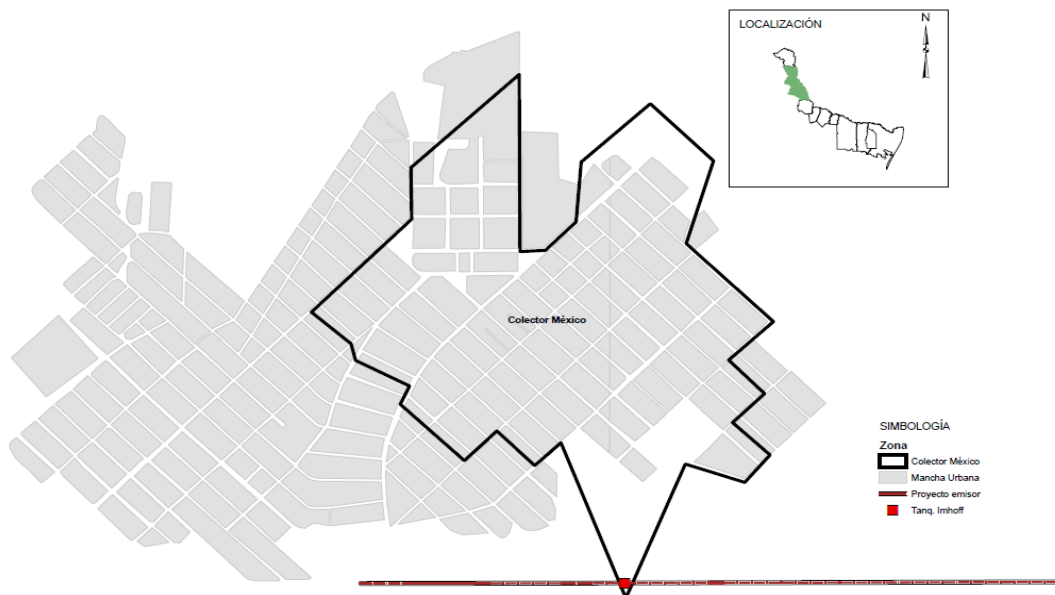 LOCALIZACIÓN
N
Colector México
SIMBOLOGÍA
Zona
Colector México
Mancha Urbana
Proyecto emisor
Tanq. Imhoff